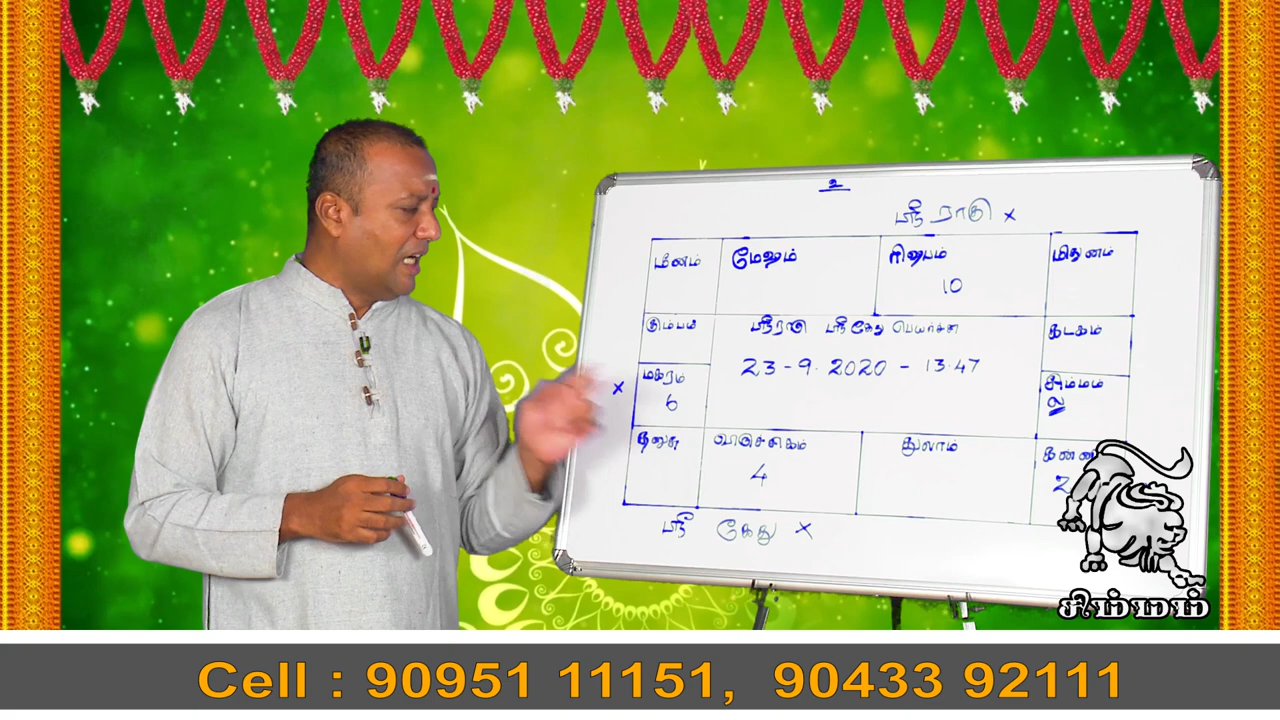 உ
ஸ்ரீ ராகு x
மீனம் மேஷம் ரிஷபம் மிதுனம்
10
கும்பம் ஸ்ரீ ராகு ஸ்ரீ கேது பெயர்ச்சி கடகம்
23-9-2020 - 13.47
x மகரம் சிம்மம்
6 ல
தனுசு விருச்சிகம் துலாம்
4 2
ஸ்ரீ கேது x
சிம்மம்
Cell : 90951 11151, 90433 92111